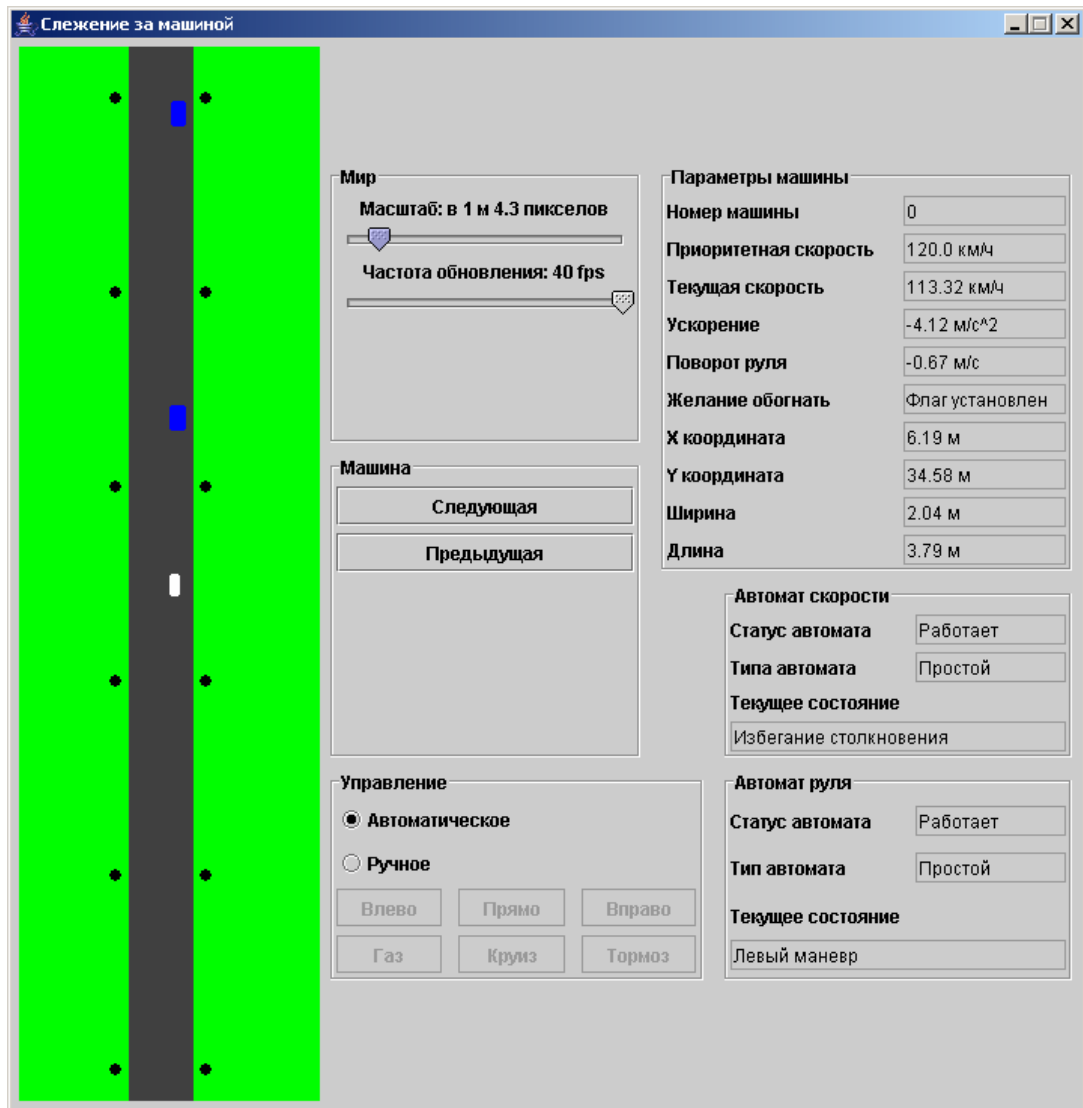 Слежение за машиной
Мир
Масштаб: в 1 м 4.3 пикселов
Частота обновления: 40 fps
Машина
Следующая
Предыдущая
Управление
Автоматическое
Ручное
Влево Прямо Вправо
Газ Круиз Тормоз
Параметры машины
Номер машины 0
Приоритетная скорость 120.0 км/ч
Текущая скорость 113.32 км/ч
Ускорение -4.12 м/с^2
Поворот руля -0.67 м/с
Желание обогнать Флаг установлен
X координата 6.19 м
Y координата 34.58 м
Ширина 2.04 м
Длина 3.79 м
Автомат скорости
Статус автомата Работает
Типа автомата Простой
Текущее состояние
Избегание столкновения
Автомат руля
Статус автомата Работает
Тип автомата Простой
Текущее состояние
Левый маневр